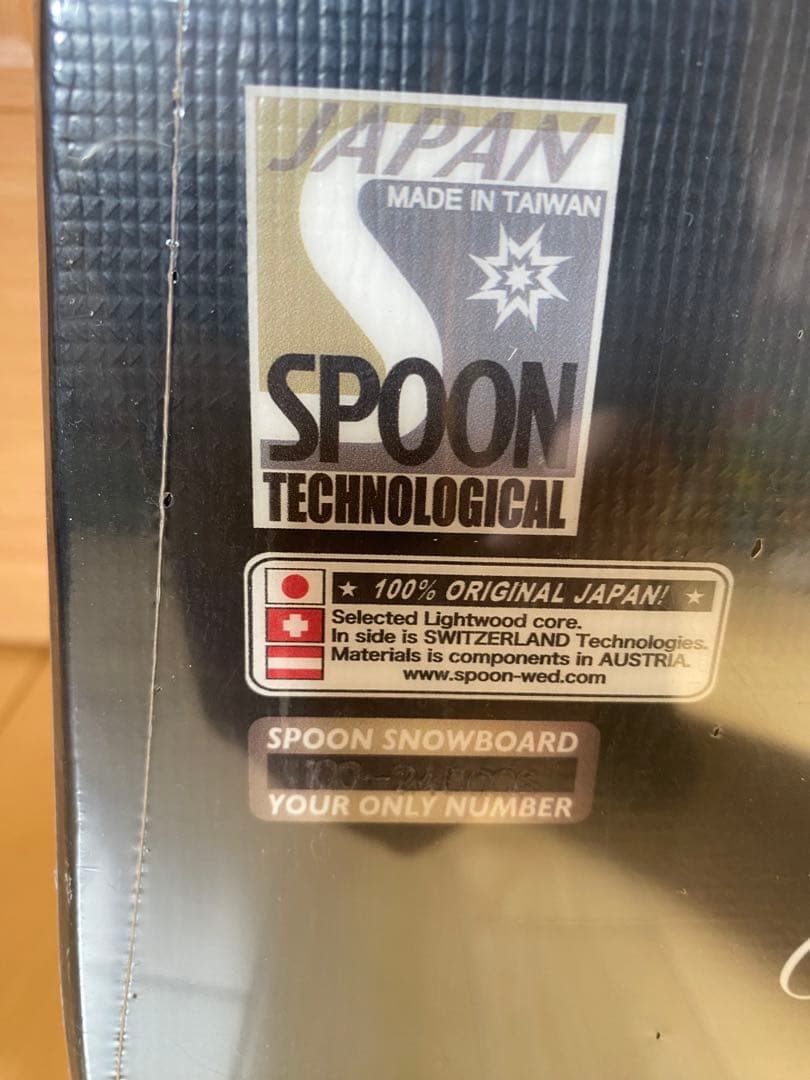 JAPAN
MADE IN TAIWAN
SPOON
TECHNOLOGICAL
★ 100% ORIGINAL JAPAN! ★
Selected Lightwood core.
In side is SWITZERLAND Technologies.
Materials is components in AUSTRIA.
www.spoon-wed.com
SPOON SNOWBOARD
YOUR ONLY NUMBER